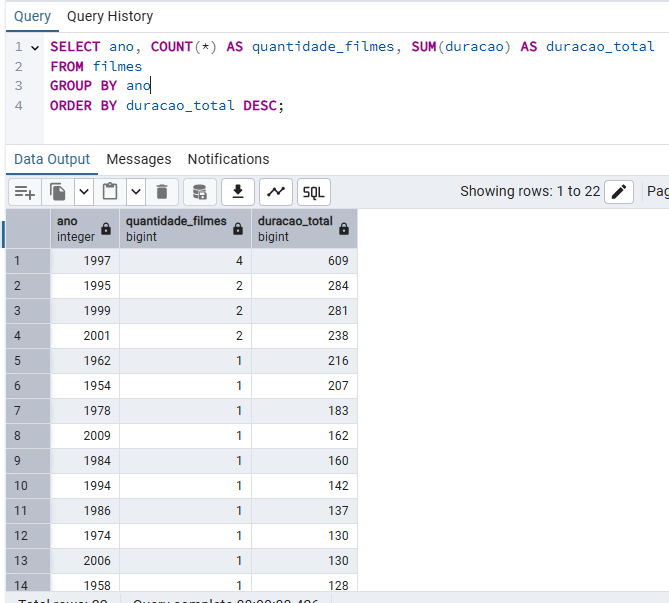 Query Query History
1 SELECT ano, COUNT(*) AS quantidade_filmes, SUM(duracao) AS duracao_total
2 FROM filmes
3 GROUP BY ano
4 ORDER BY duracao_total DESC;
Data Output Messages Notifications
SQL Showing rows: 1 to 22 Pag
ano quantidade_filmes duracao_total
integer bigint bigint
1 1997 4 609
2 1995 2 284
3 1999 2 281
4 2001 2 238
5 1962 1 216
6 1954 1 207
7 1978 1 183
8 2009 1 162
9 1984 1 160
10 1994 1 142
11 1986 1 137
12 1974 1 130
13 2006 1 130
14 1958 1 128
Total rows: 22 Query complete 00:00:00